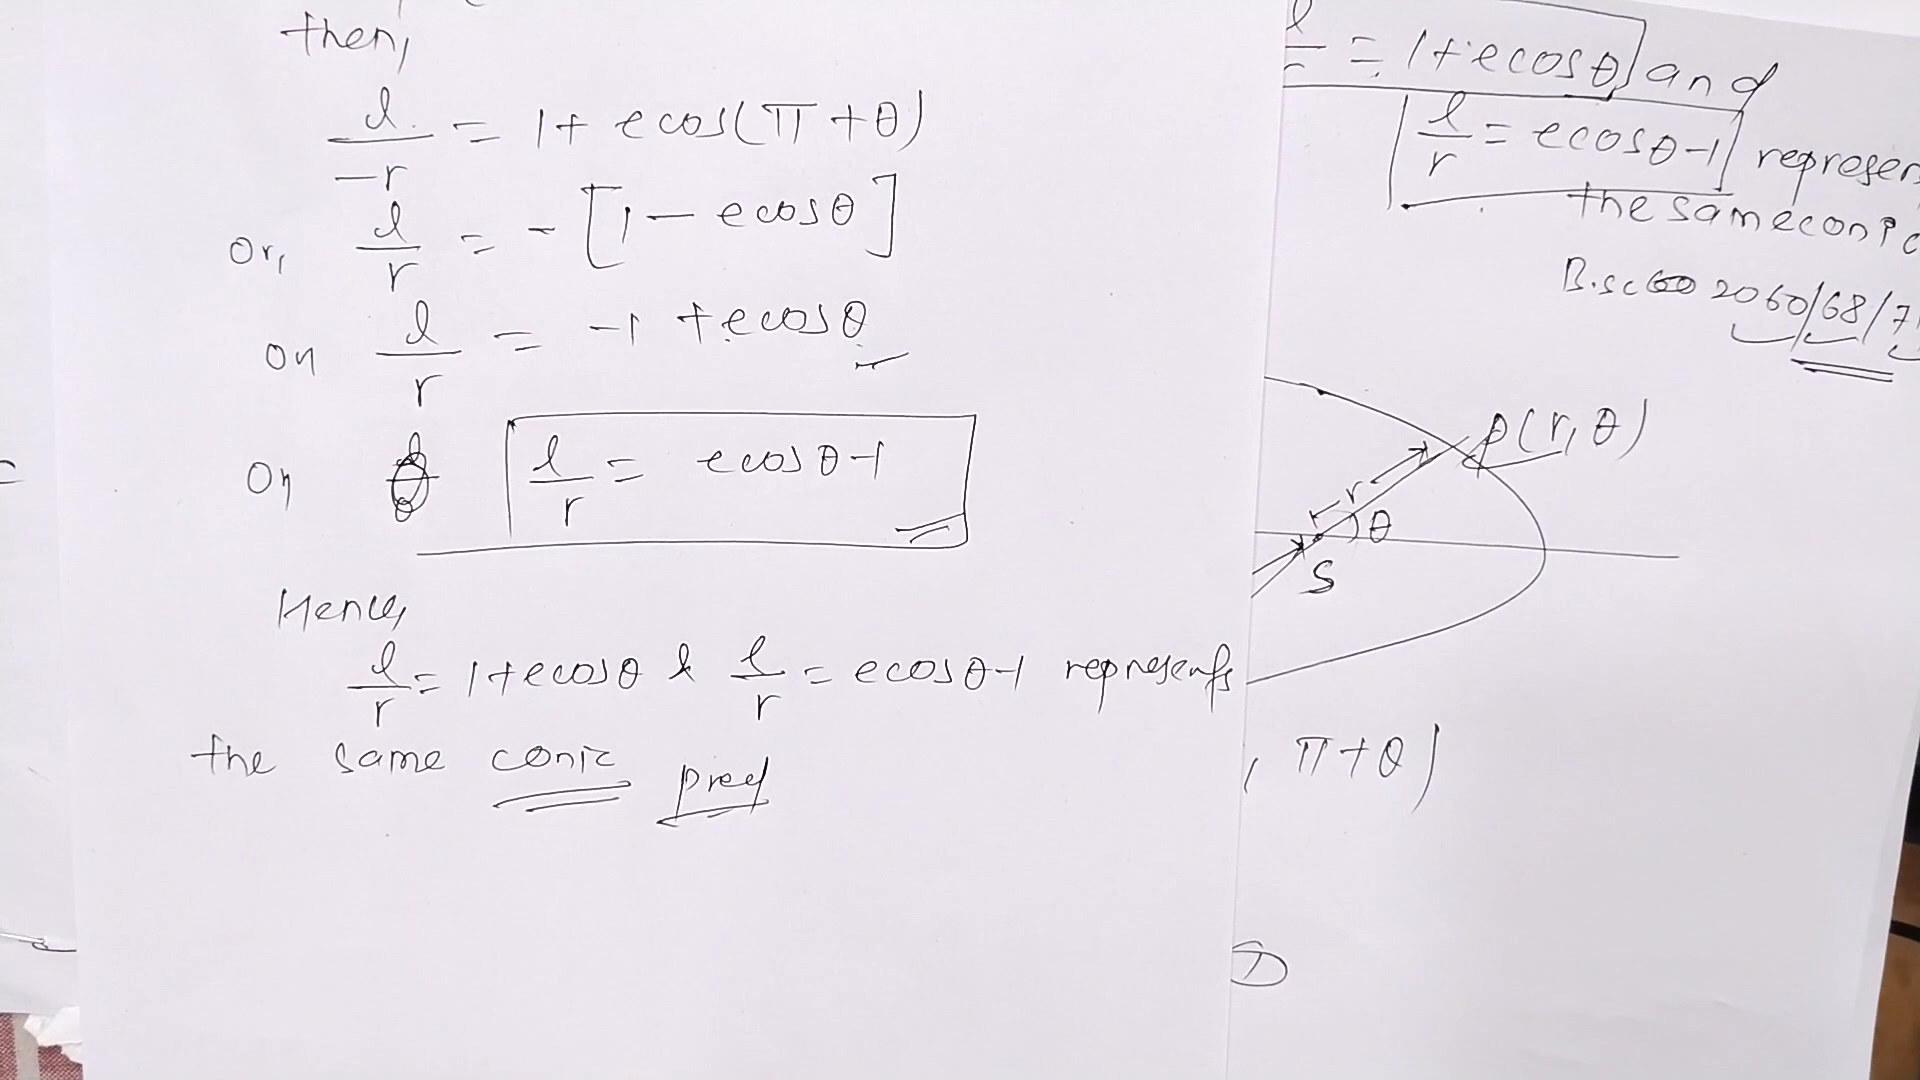 then,
l/-r = 1 + e cos(π + θ)
or, l/r = - [1 - e cos θ]
or l/r = -1 + e cos θ
or l/r = e cos θ - 1
Hence,
l/r = 1 + e cos θ & l/r = e cos θ - 1 represents
the same conic proof
= 1 + e cos θ and
l/r = e cos θ - 1
the same conic
B.sc 2060/68/7
P(r, θ)
r
θ
S
, π + θ)